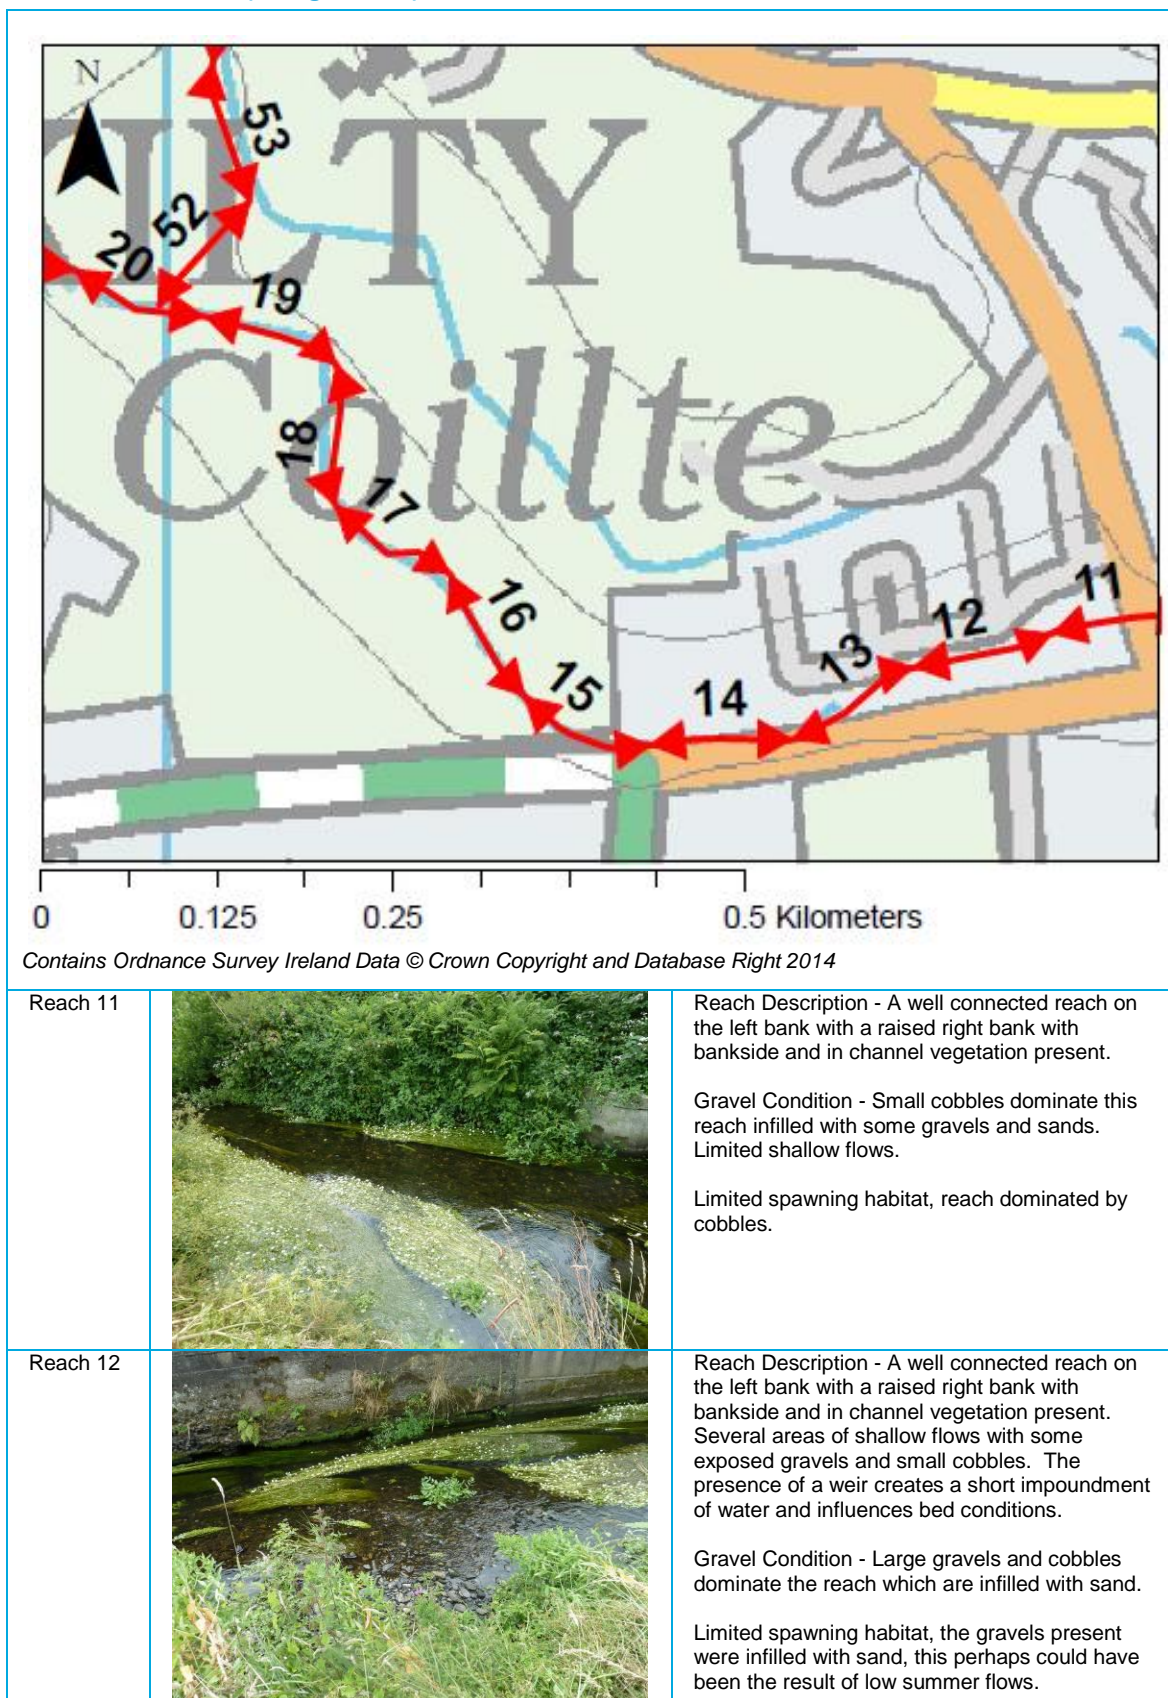 N
53
ILTY
52
20
19
Coillte
18
17
16
15
14
13
12
11
0 0.125 0.25 0.5 Kilometers
Contains Ordnance Survey Ireland Data © Crown Copyright and Database Right 2014
Reach 11
Reach Description - A well connected reach on
the left bank with a raised right bank with
bankside and in channel vegetation present.
Gravel Condition - Small cobbles dominate this
reach infilled with some gravels and sands.
Limited shallow flows.
Limited spawning habitat, reach dominated by
cobbles.
Reach 12
Reach Description - A well connected reach on
the left bank with a raised right bank with
bankside and in channel vegetation present.
Several areas of shallow flows with some
exposed gravels and small cobbles. The
presence of a weir creates a short impoundment
of water and influences bed conditions.
Gravel Condition - Large gravels and cobbles
dominate the reach which are infilled with sand.
Limited spawning habitat, the gravels present
were infilled with sand, this perhaps could have
been the result of low summer flows.